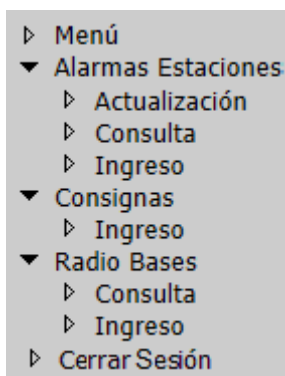 Menú
Alarmas Estaciones
Actualización
Consulta
Ingreso
Consignas
Ingreso
Radio Bases
Consulta
Ingreso
Cerrar Sesión